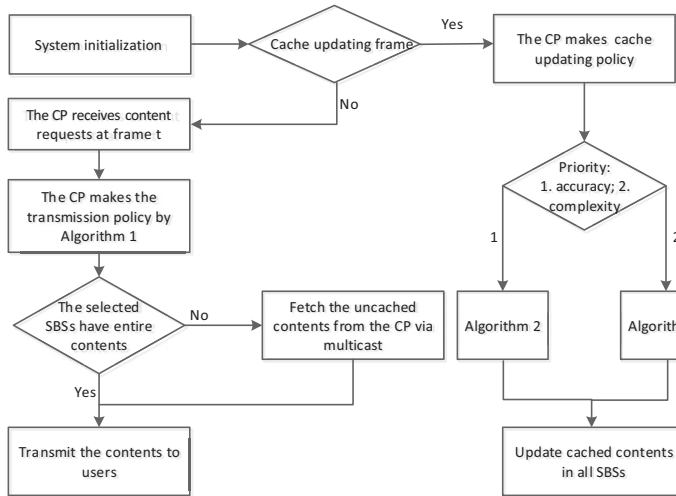 System initialization
Cache updating frame
Yes
The CP makes cache
updating policy
No
The CP receives content
requests at frame t
Priority:
1. accuracy; 2.
complexity
The CP makes the
transmission policy by
Algorithm 1
1
2
The selected
SBSs have entire
contents
No
Fetch the uncached
contents from the CP via
multicast
Algorithm 2
Yes
Transmit the contents to
users
Update cached contents
in all SBSs